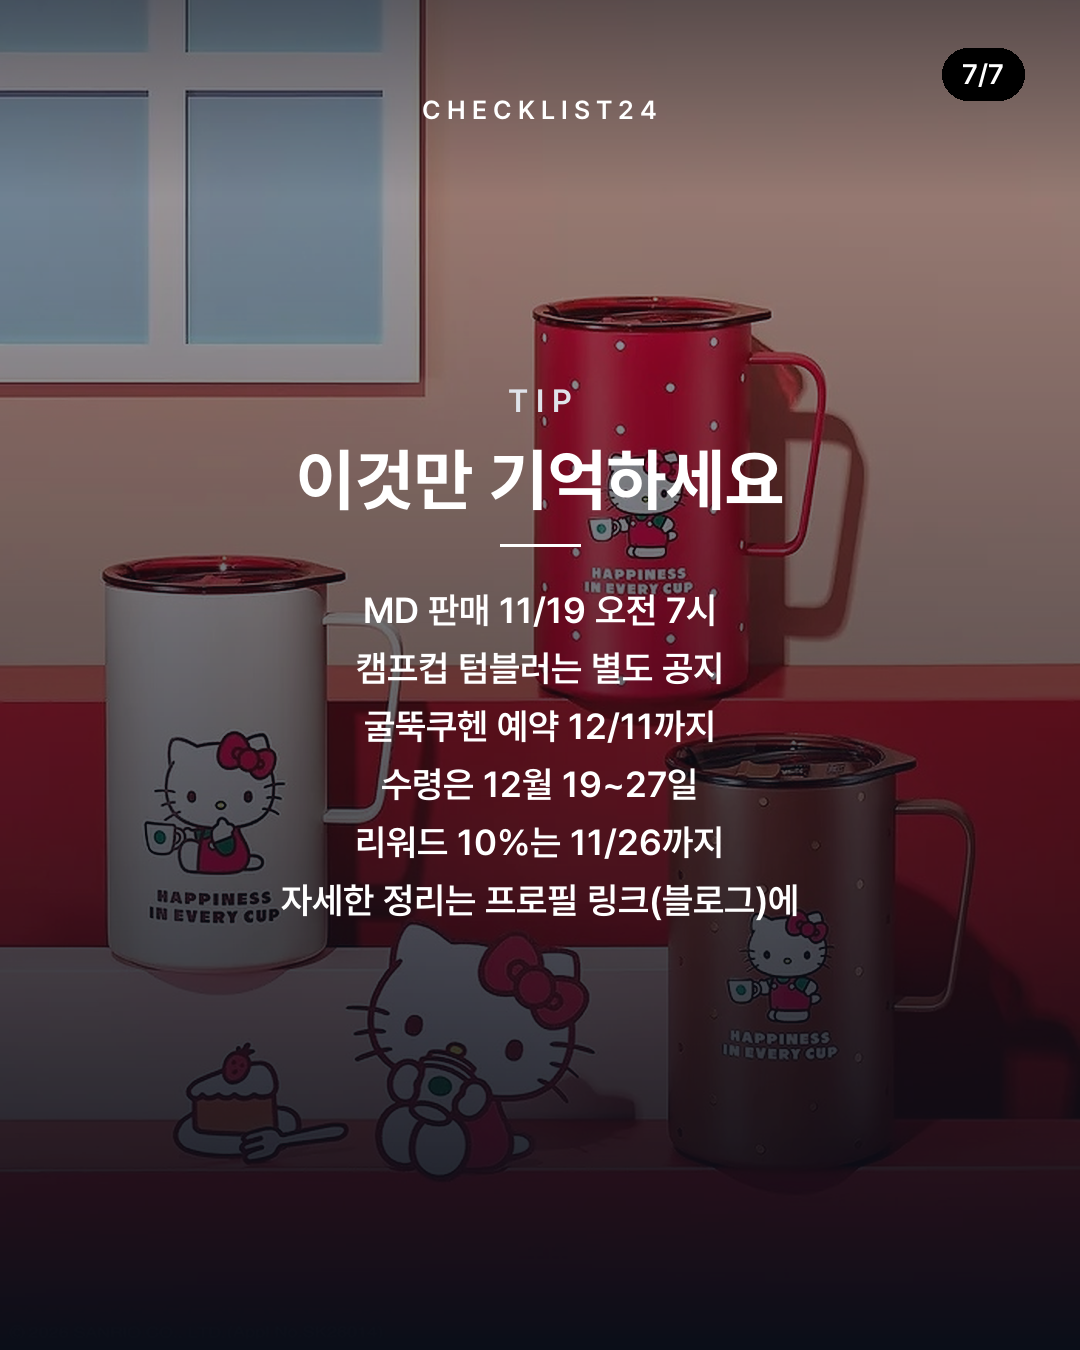 7/7
CHECKLIST24
TIP
이것만 기억하세요
HAPPINESS
IN EVERY CUP
MD 판매 11/19 오전 7시
캠프컵 텀블러는 별도 공지
굴뚝쿠헨 예약 12/11까지
수령은 12월 19~27일
리워드 10%는 11/26까지
자세한 정리는 프로필 링크(블로그)에
HAPPINESS
IN EVERY CUP
HAPPINESS
IN EVERY CUP